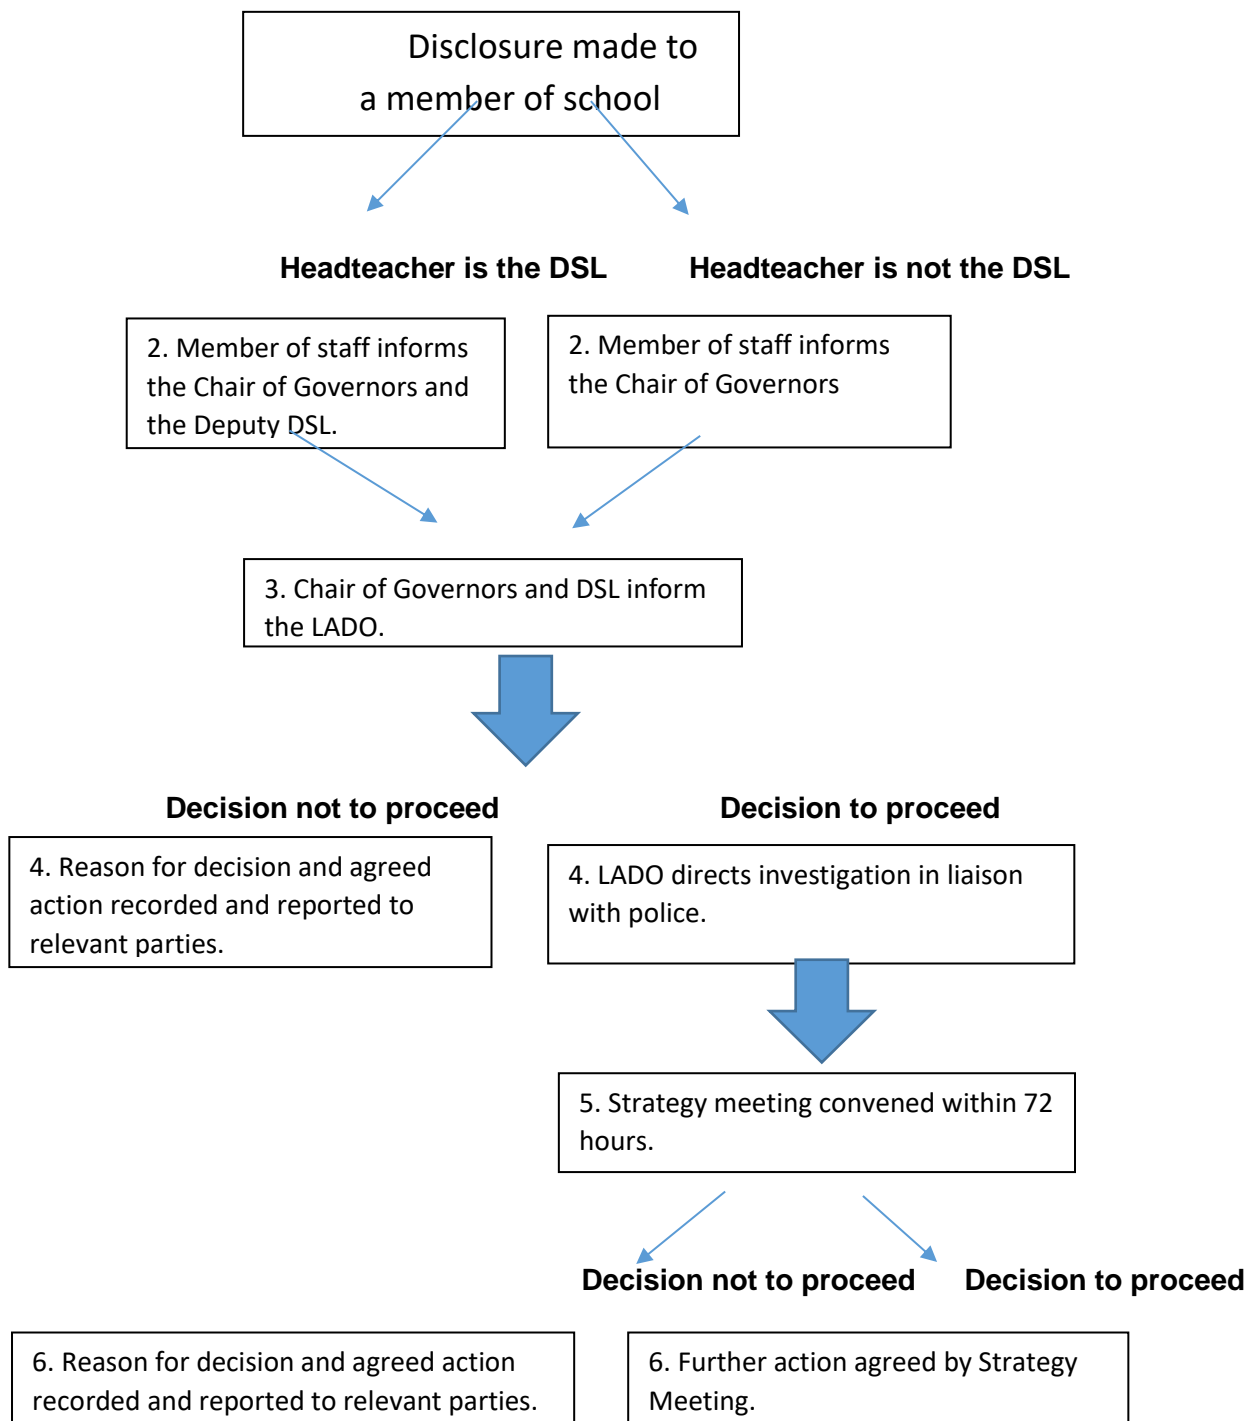 Disclosure made to
a member of school
Headteacher is the DSL
Headteacher is not the DSL
2. Member of staff informs
the Chair of Governors and
the Deputy DSL.
2. Member of staff informs
the Chair of Governors
3. Chair of Governors and DSL inform
the LADO.
Decision not to proceed
Decision to proceed
4. Reason for decision and agreed
action recorded and reported to
relevant parties.
4. LADO directs investigation in liaison
with police.
5. Strategy meeting convened within 72
hours.
Decision not to proceed
Decision to proceed
6. Reason for decision and agreed action
recorded and reported to relevant parties.
6. Further action agreed by Strategy
Meeting.